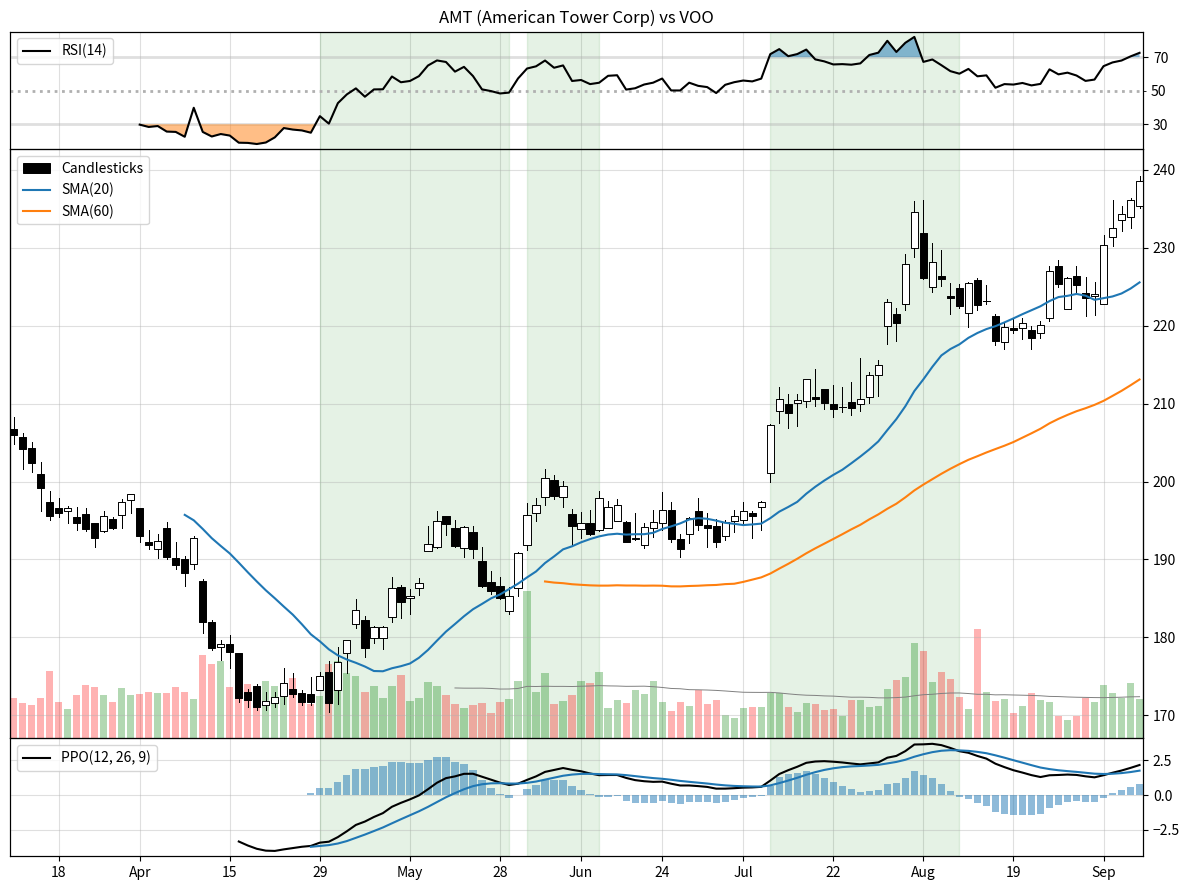 AMT (American Tower Corp) vs VOO
RSI(14)
70
50
30
Candlesticks
SMA(20)
SMA(60)
240
230
220
210
200
190
180
170
PPO(12, 26, 9)
2.5
0.0
−2.5
18 Apr 15 29 May 28 Jun 24 Jul 22 Aug 19 Sep